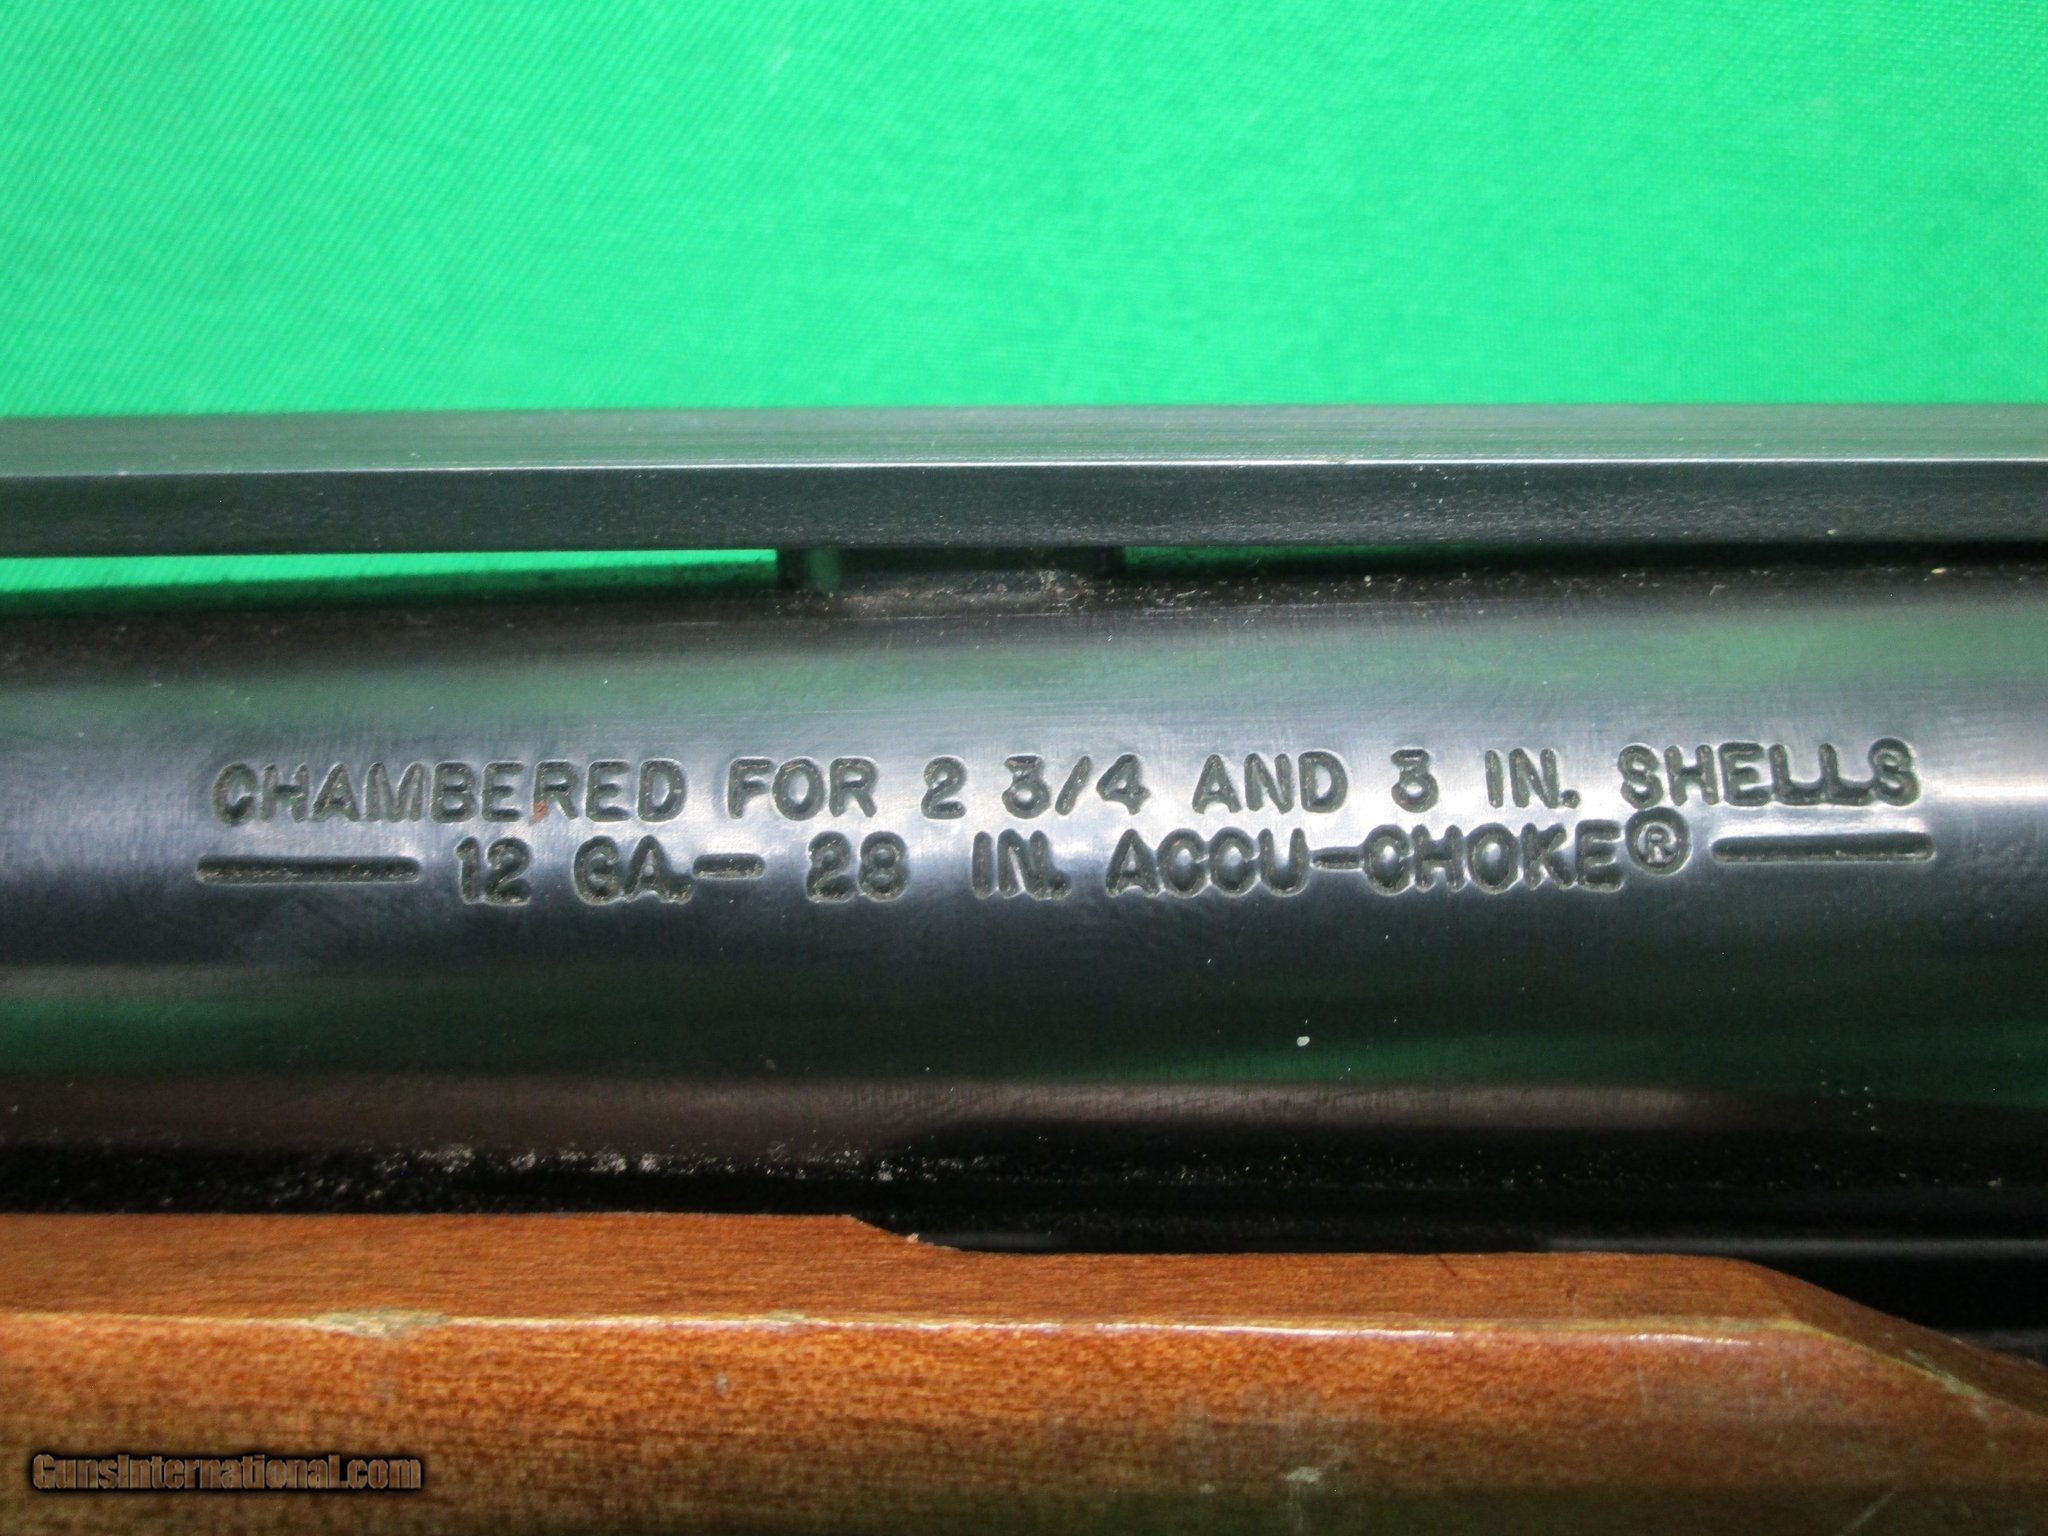 CHAMBERED FOR 2 3/4 AND 3 IN. SHELLS
12 GA.- 28 IN. ACCU-CHOKE®
GunsInternational.com